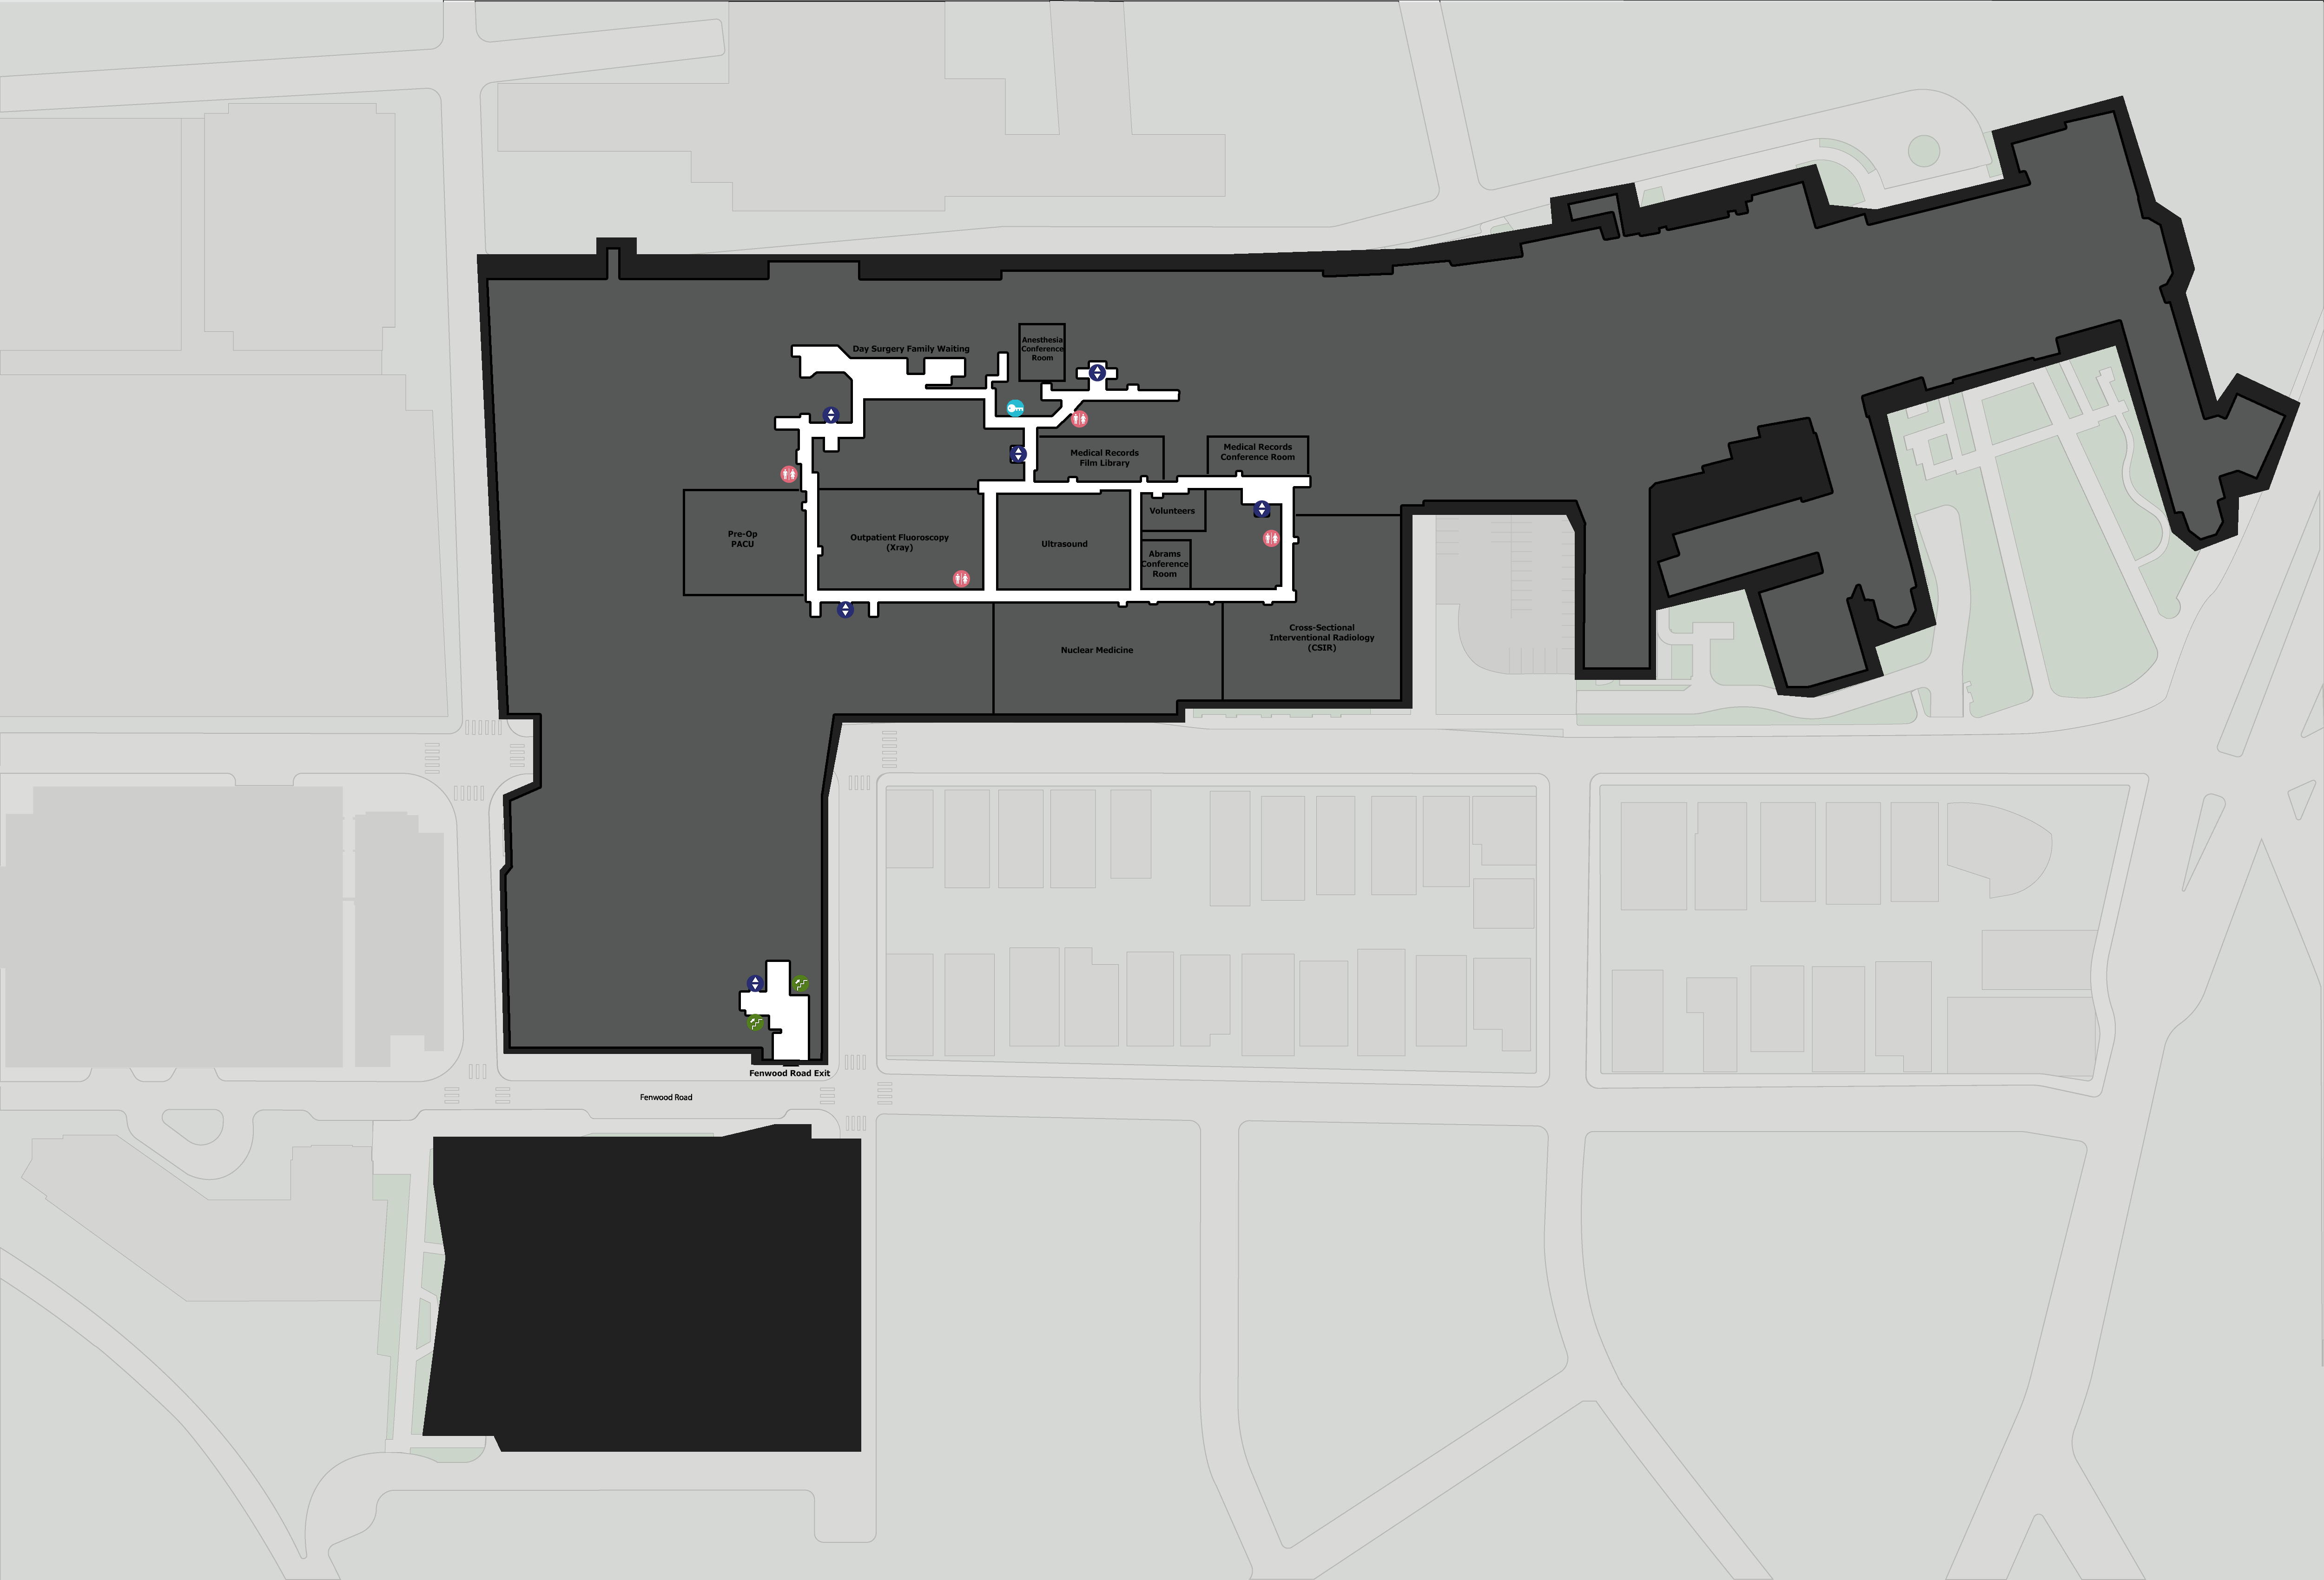 Day Surgery Family Waiting
Anesthesia
Conference
Room
Medical Records
Film Library
Medical Records
Conference Room
Volunteers
Pre-Op
PACU
Outpatient Fluoroscopy
(Xray)
Ultrasound
Abrams
Conference
Room
Nuclear Medicine
Cross-Sectional
Interventional Radiology
(CSIR)
Fenwood Road Exit
Fenwood Road